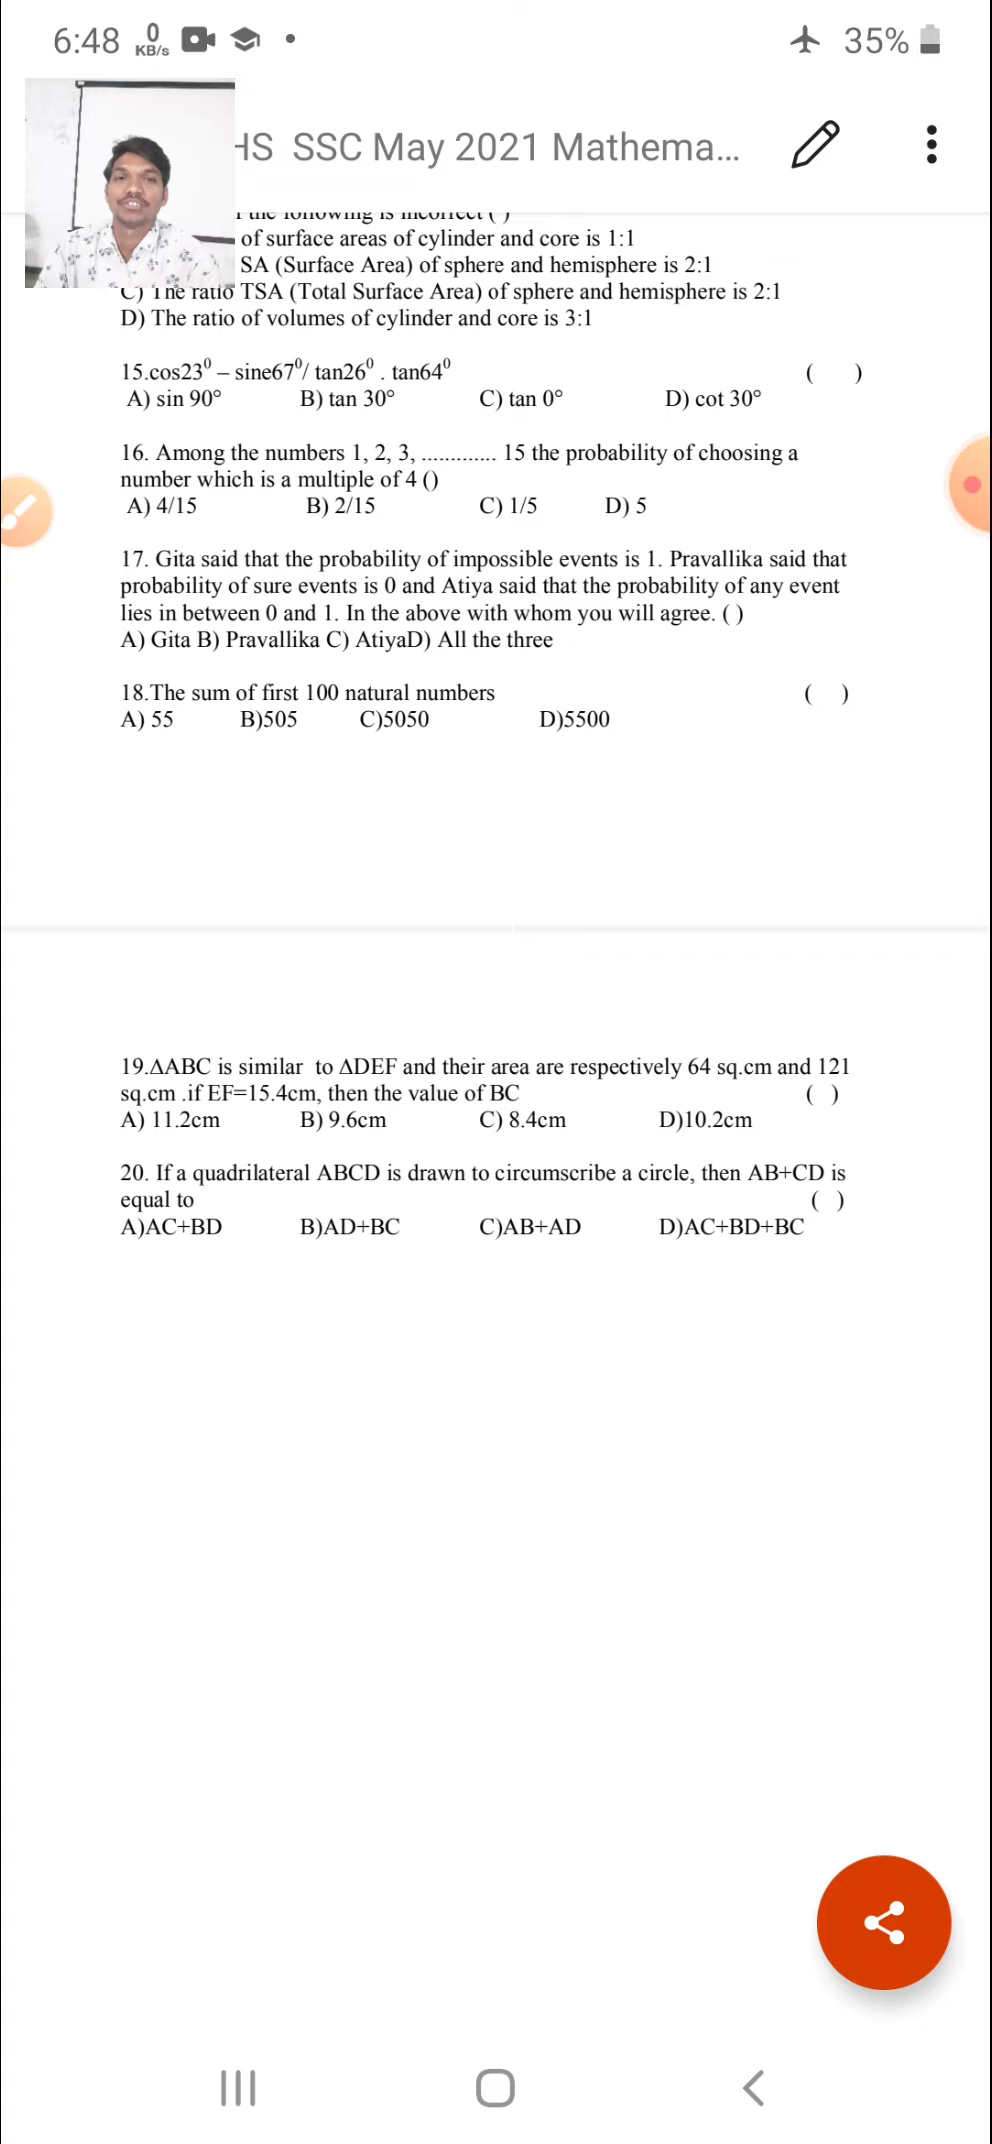 6:48 0 KB/s 35%
HS SSC May 2021 Mathema...
the following is incorrect ( )
of surface areas of cylinder and core is 1:1
SA (Surface Area) of sphere and hemisphere is 2:1
C) The ratio TSA (Total Surface Area) of sphere and hemisphere is 2:1
D) The ratio of volumes of cylinder and core is 3:1
15.cos23⁰ – sine67⁰/ tan26⁰ . tan64⁰ ( )
A) sin 90° B) tan 30° C) tan 0° D) cot 30°
16. Among the numbers 1, 2, 3, ............. 15 the probability of choosing a
number which is a multiple of 4 ()
A) 4/15 B) 2/15 C) 1/5 D) 5
17. Gita said that the probability of impossible events is 1. Pravallika said that
probability of sure events is 0 and Atiya said that the probability of any event
lies in between 0 and 1. In the above with whom you will agree. ( )
A) Gita B) Pravallika C) AtiyaD) All the three
18.The sum of first 100 natural numbers ( )
A) 55 B)505 C)5050 D)5500
19.ΔABC is similar to ΔDEF and their area are respectively 64 sq.cm and 121
sq.cm .if EF=15.4cm, then the value of BC ( )
A) 11.2cm B) 9.6cm C) 8.4cm D)10.2cm
20. If a quadrilateral ABCD is drawn to circumscribe a circle, then AB+CD is
equal to ( )
A)AC+BD B)AD+BC C)AB+AD D)AC+BD+BC